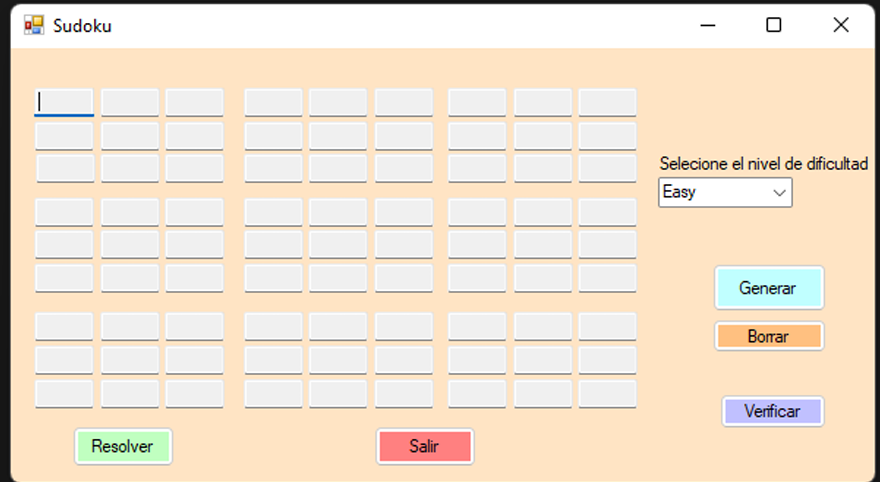 Sudoku
Selecione el nivel de dificultad
Easy
Generar
Borrar
Verificar
Resolver
Salir